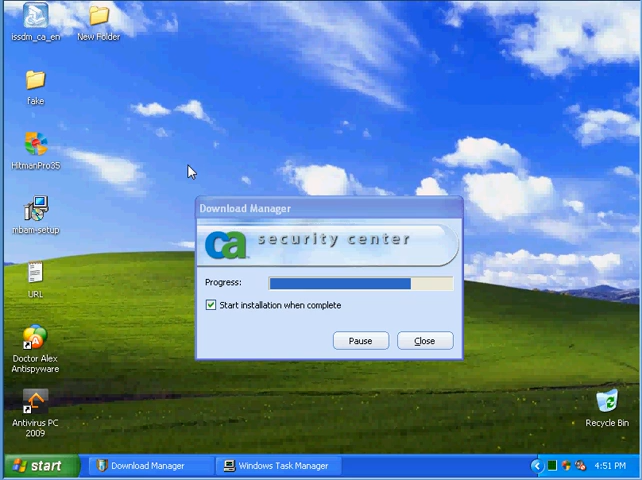 issdm_ca_en
New Folder
fake
HitmanPro35
mbam-setup
URL
Doctor Alex
Antispyware
Antivirus PC
2009
Download Manager
ca security center
Progress:
Start installation when complete
Pause
Close
Recycle Bin
start
Download Manager
Windows Task Manager
4:51 PM